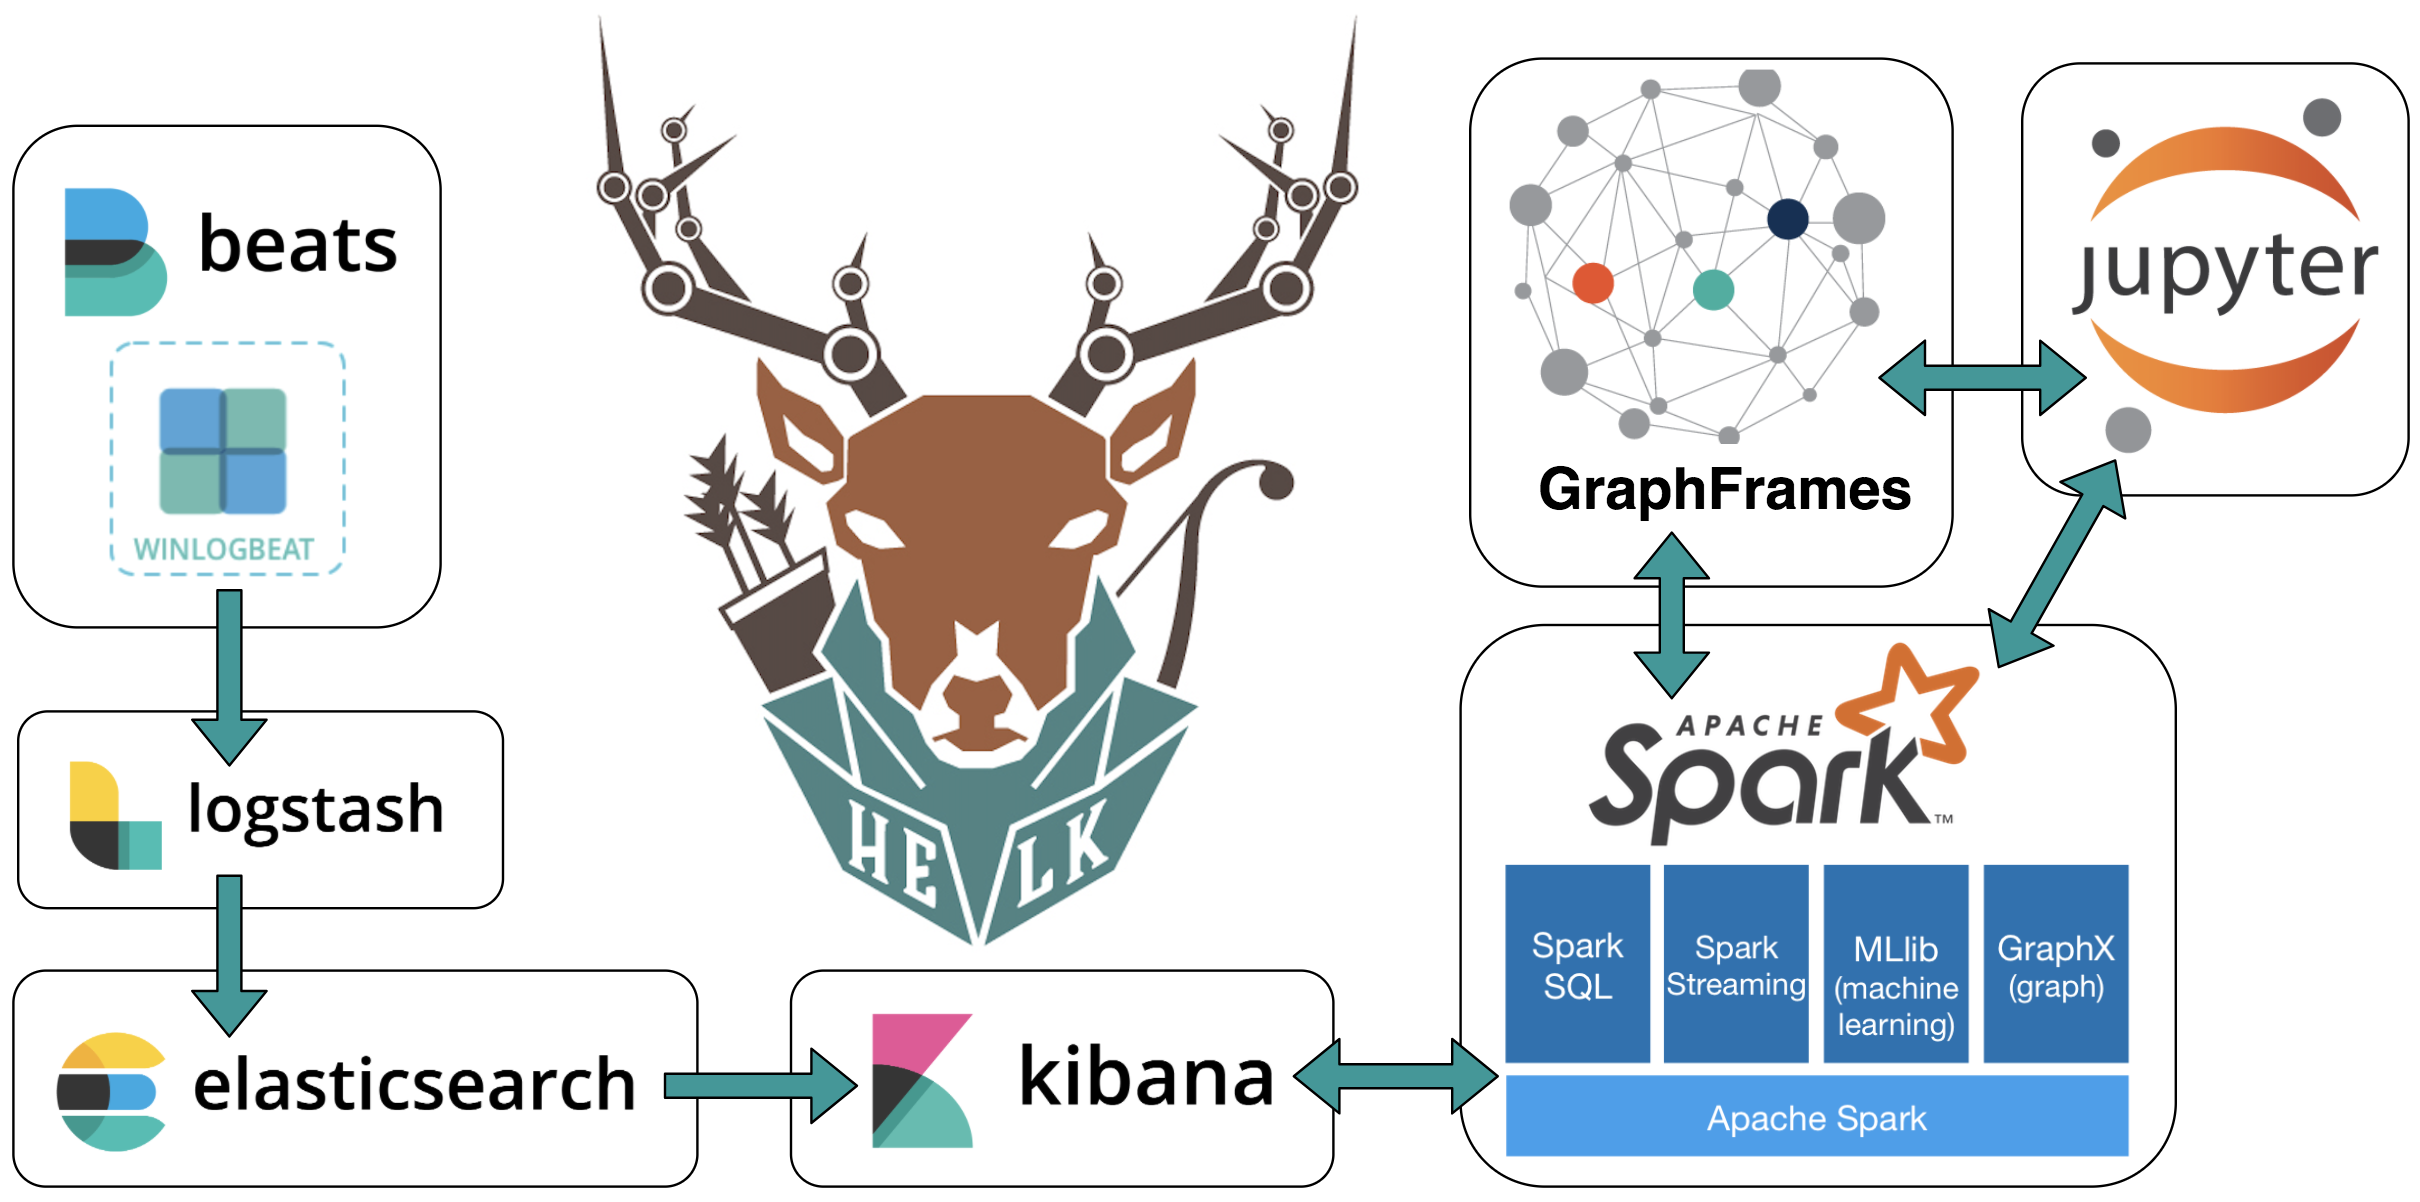 beats
WINLOGBEAT
logstash
elasticsearch
kibana
HE LK
GraphFrames
jupyter
APACHE
Spark™
Spark
SQL
Spark
Streaming
MLlib
(machine
learning)
GraphX
(graph)
Apache Spark